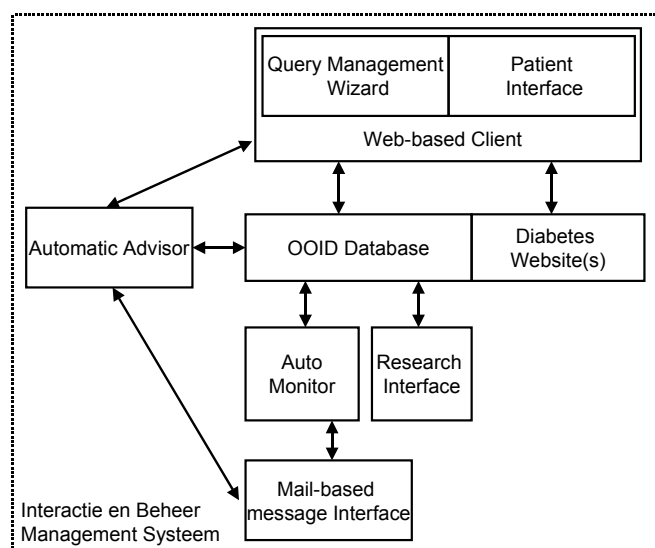 Query Management
Wizard
Patient
Interface
Web-based Client
Automatic Advisor
OOID Database
Diabetes
Website(s)
Auto
Monitor
Research
Interface
Mail-based
message Interface
Interactie en Beheer
Management Systeem